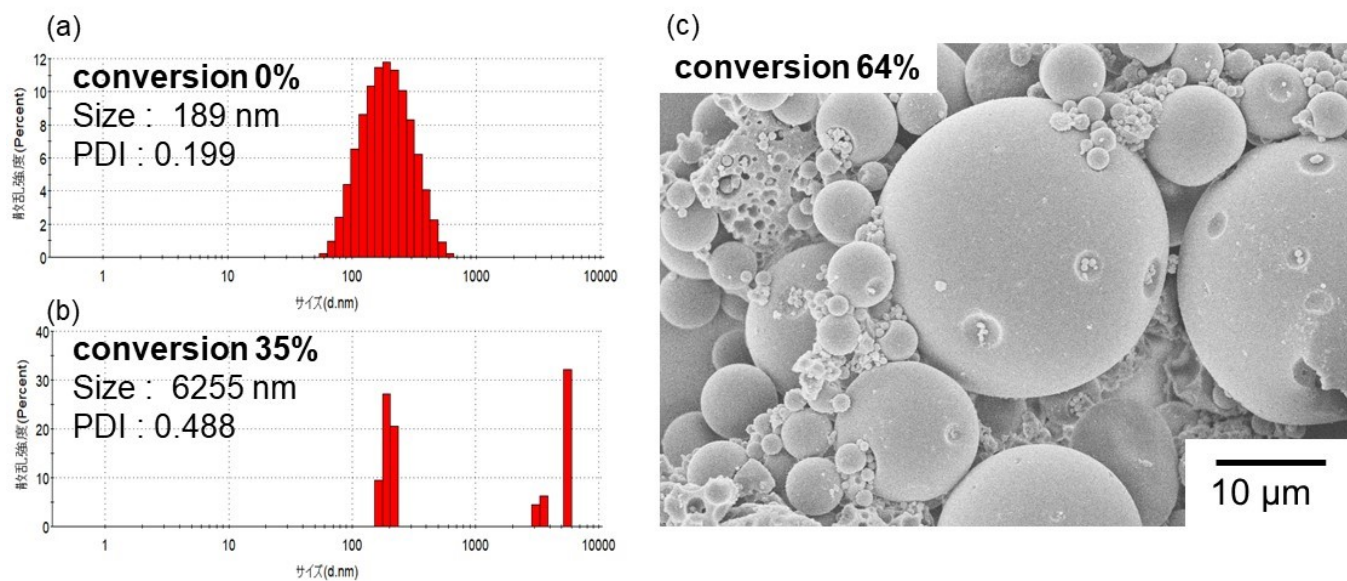 (a)
conversion 0%
Size : 189 nm
PDI : 0.199
散乱強度(Percent)
12
10
8
6
4
2
0
1
10
100
1000
10000
サイズ(d.nm)
(b)
conversion 35%
Size : 6255 nm
PDI : 0.488
散乱強度(Percent)
40
30
20
10
0
1
10
100
1000
10000
サイズ(d.nm)
(c)
conversion 64%
10 µm